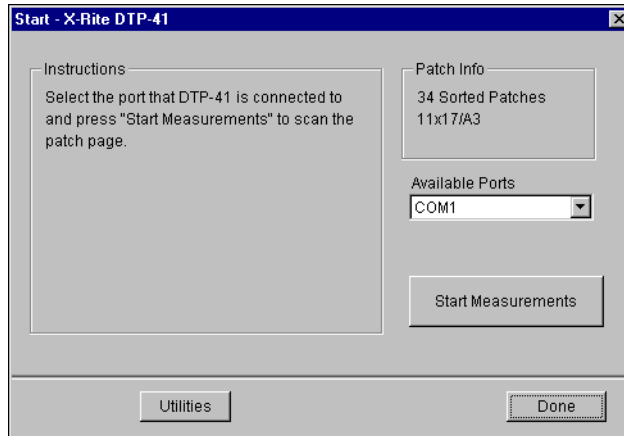 Start - X-Rite DTP-41
Instructions
Select the port that DTP-41 is connected to
and press "Start Measurements" to scan the
patch page.
Patch Info
34 Sorted Patches
11x17/A3
Available Ports
COM1
Start Measurements
Utilities
Done